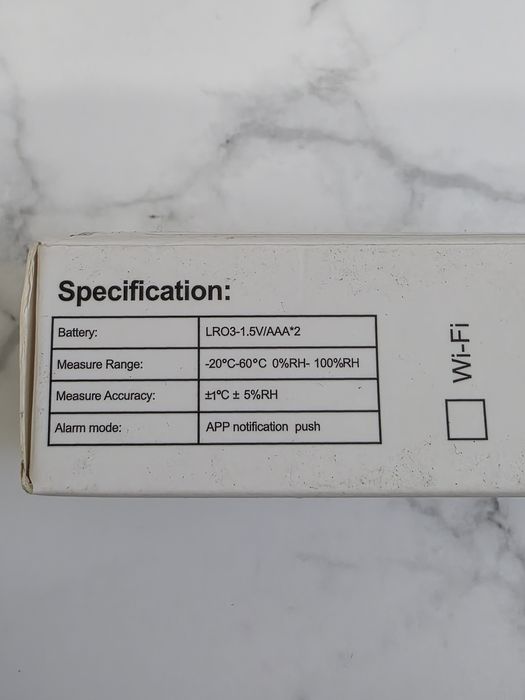 Specification:
Battery: LRO3-1.5V/AAA*2
Measure Range: -20°C-60°C 0%RH- 100%RH
Measure Accuracy: ±1°C ± 5%RH
Alarm mode: APP notification push
Wi-Fi